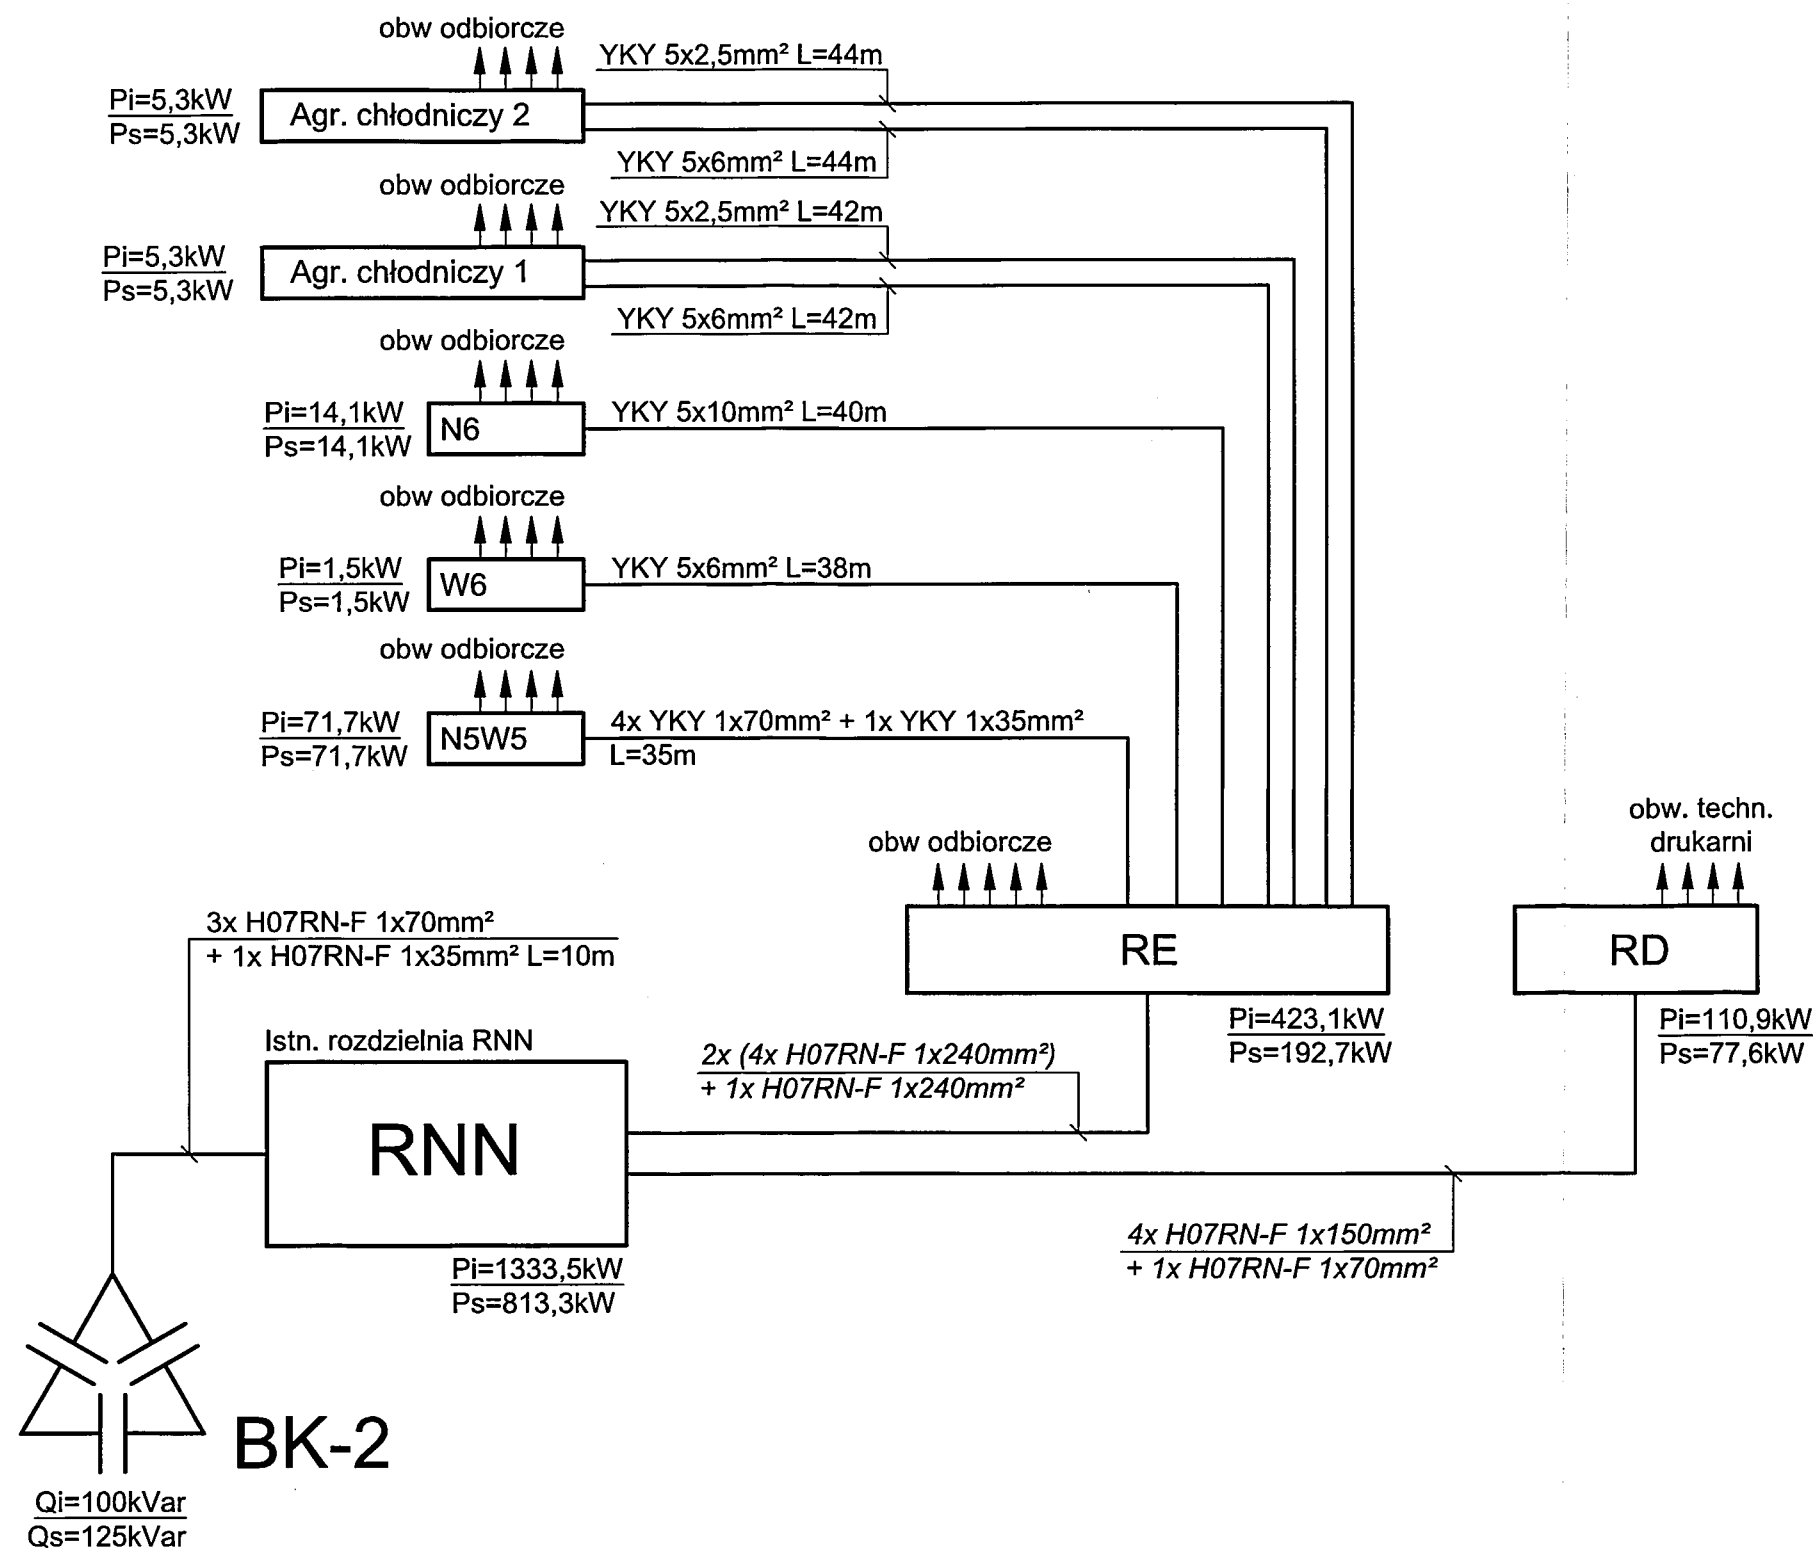 obw odbiorcze
YKY 5x2,5mm² L=44m
Pi=5,3kW
Ps=5,3kW
Agr. chłodniczy 2
YKY 5x6mm² L=44m
obw odbiorcze
YKY 5x2,5mm² L=42m
Pi=5,3kW
Ps=5,3kW
Agr. chłodniczy 1
YKY 5x6mm² L=42m
obw odbiorcze
Pi=14,1kW
Ps=14,1kW
N6
YKY 5x10mm² L=40m
obw odbiorcze
Pi=1,5kW
Ps=1,5kW
W6
YKY 5x6mm² L=38m
obw odbiorcze
Pi=71,7kW
Ps=71,7kW
N5W5
4x YKY 1x70mm² + 1x YKY 1x35mm²
L=35m
obw odbiorcze
obw. techn.
drukarni
RE
RD
Pi=423,1kW
Ps=192,7kW
Pi=110,9kW
Ps=77,6kW
3x H07RN-F 1x70mm²
+ 1x H07RN-F 1x35mm² L=10m
Istn. rozdzielnia RNN
RNN
2x (4x H07RN-F 1x240mm²)
+ 1x H07RN-F 1x240mm²
4x H07RN-F 1x150mm²
+ 1x H07RN-F 1x70mm²
Pi=1333,5kW
Ps=813,3kW
BK-2
Qi=100kVar
Qs=125kVar